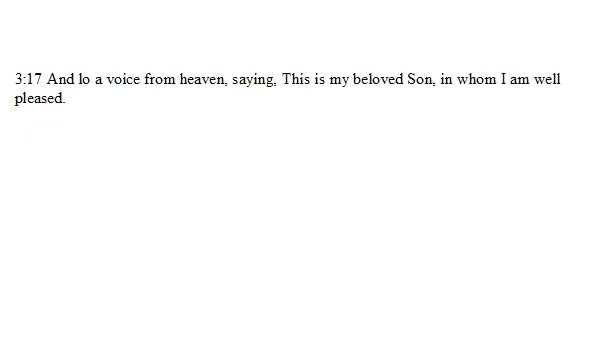 3:17 And lo a voice from heaven, saying, This is my beloved Son, in whom I am well
pleased.